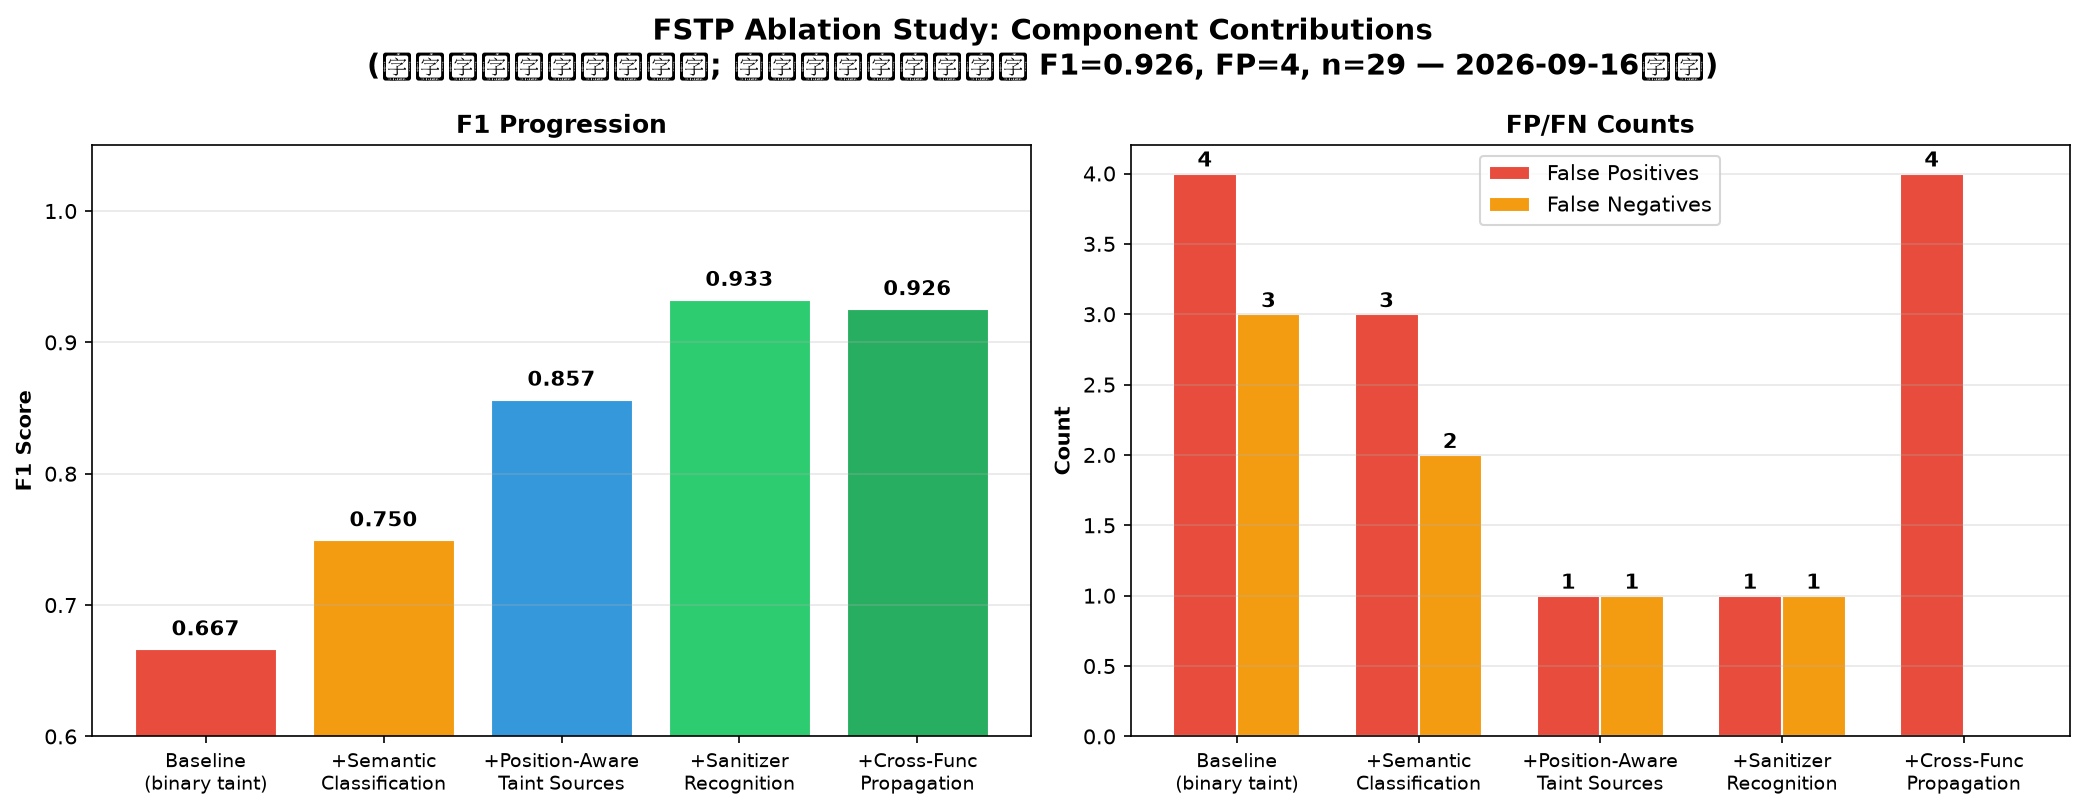 FSTP Ablation Study: Component Contributions
F1=0.926, FP=4, n=29 — 2026-09-16
F1 Progression
F1 Score
1.0
0.9
0.8
0.7
0.6
0.667
0.750
0.857
0.933
0.926
Baseline
(binary taint)
+Semantic
Classification
+Position-Aware
Taint Sources
+Sanitizer
Recognition
+Cross-Func
Propagation
FP/FN Counts
Count
4.0
3.5
3.0
2.5
2.0
1.5
1.0
0.5
0.0
False Positives
False Negatives
4
3
3
2
1
1
1
1
4
Baseline
(binary taint)
+Semantic
Classification
+Position-Aware
Taint Sources
+Sanitizer
Recognition
+Cross-Func
Propagation